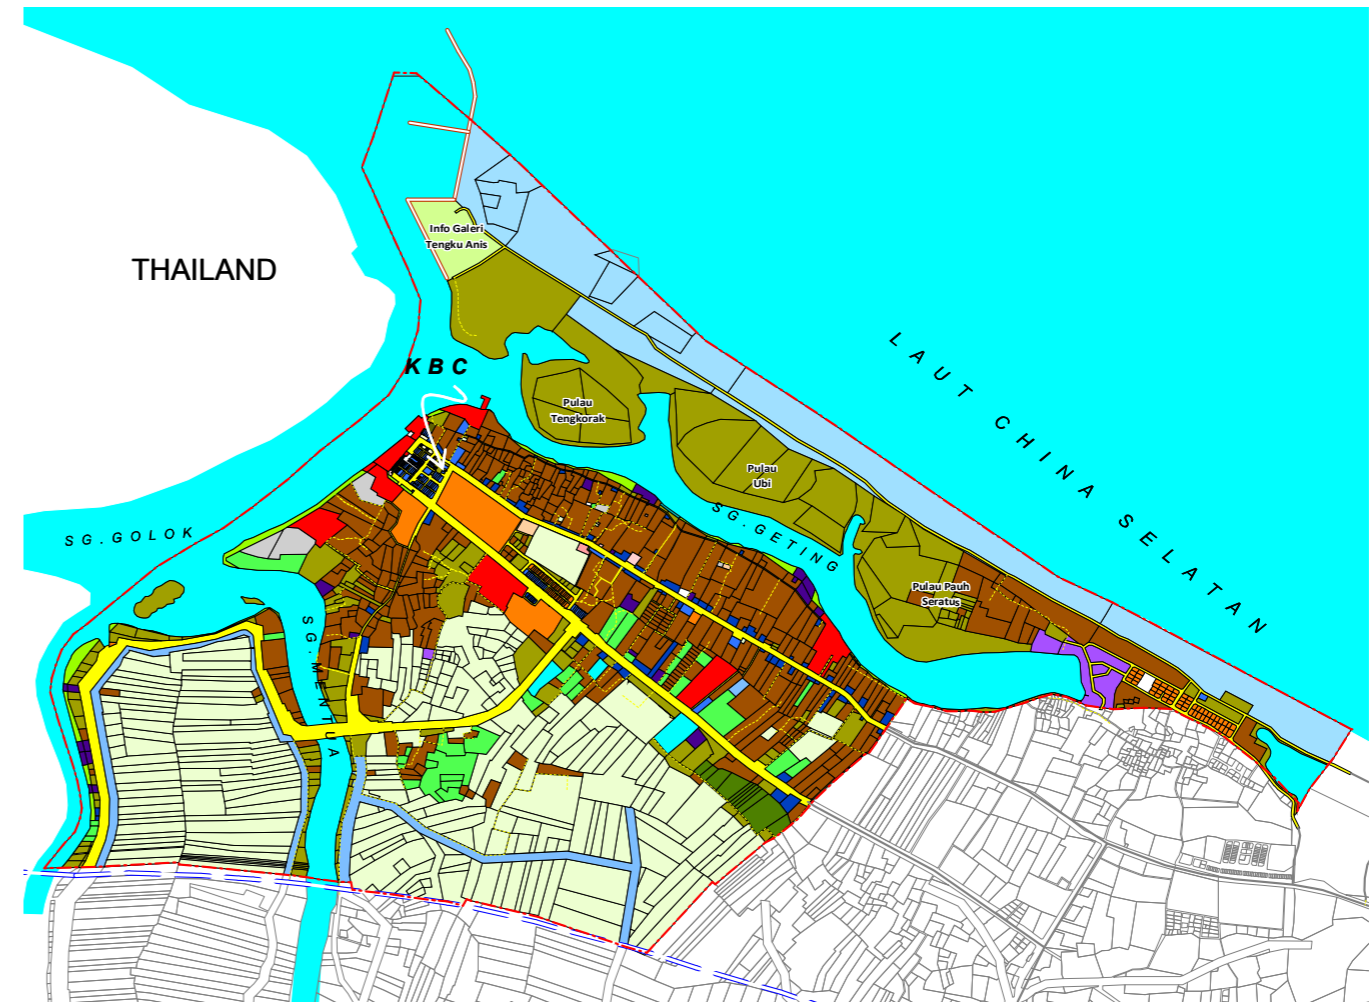 Info Galeri
Tengku Anis
THAILAND
LAUT CHINA SELATAN
KBC
Pulau
Tengkorak
Pulau
Ubi
SG.GETING
SG.GOLOK
Pulau Pauh
Seratus
SG. MENTUA